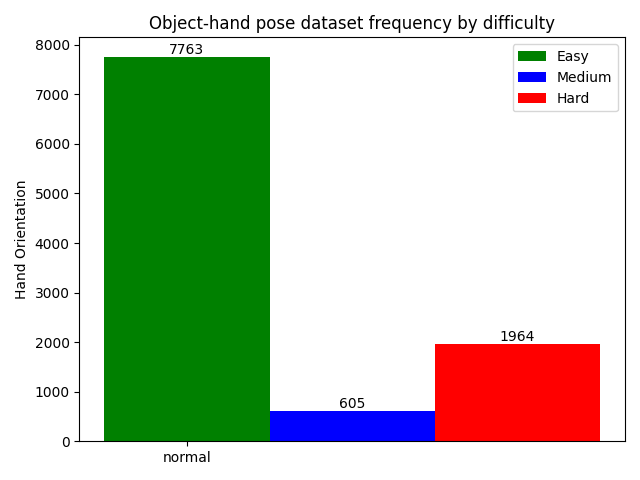 Object-hand pose dataset frequency by difficulty
Hand Orientation
8000
7000
6000
5000
4000
3000
2000
1000
0
7763
605
1964
Easy
Medium
Hard
normal